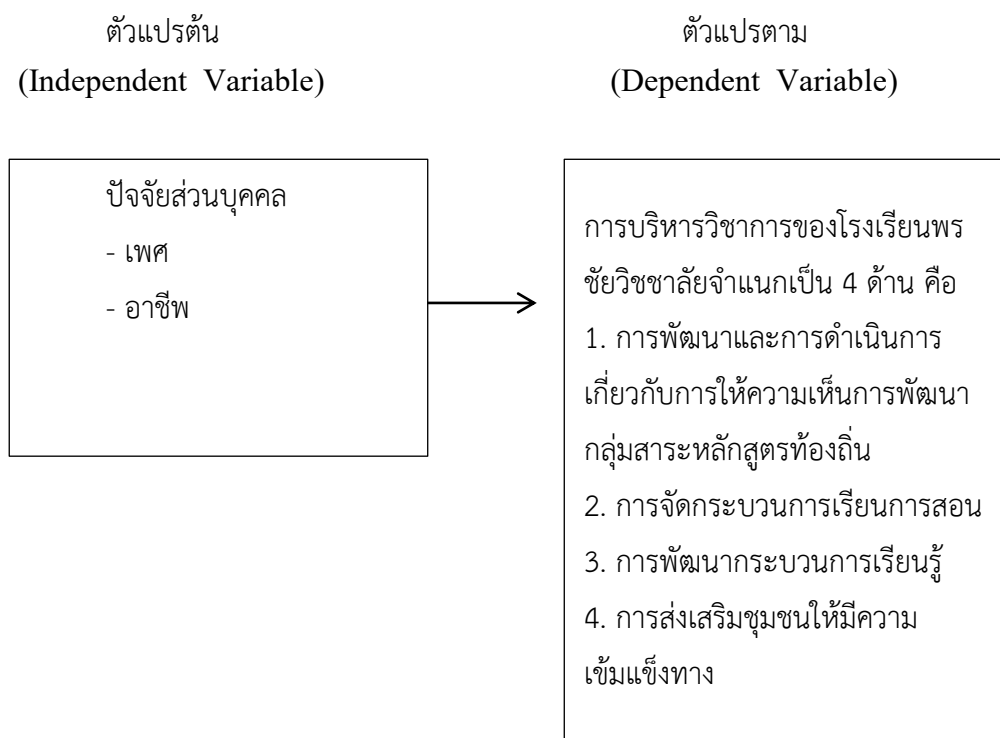 ตัวแปรต้น
(Independent Variable)
ตัวแปรตาม
(Dependent Variable)
ปัจจัยส่วนบุคคล
- เพศ
- อาชีพ
การบริหารวิชาการของโรงเรียนพร
ชัยวิชชาลัยจำแนกเป็น 4 ด้าน คือ
1. การพัฒนาและการดำเนินการ
เกี่ยวกับการให้ความเห็นการพัฒนา
กลุ่มสาระหลักสูตรท้องถิ่น
2. การจัดกระบวนการเรียนการสอน
3. การพัฒนากระบวนการเรียนรู้
4. การส่งเสริมชุมชนให้มีความ
เข้มแข็งทาง